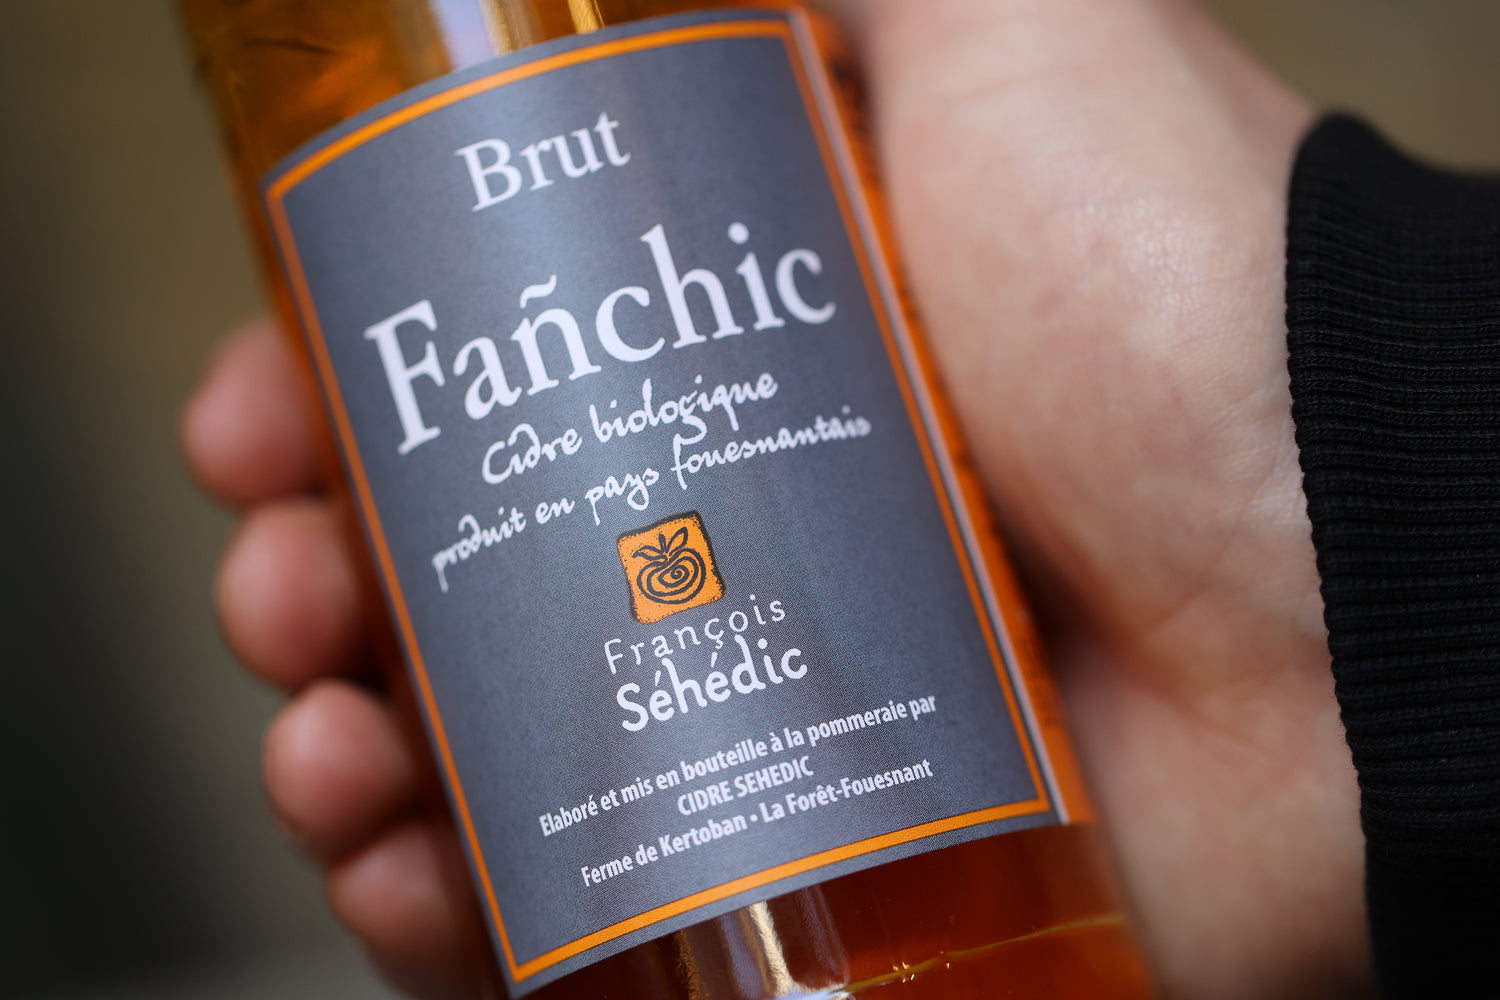 Brut
Fañchic
Cidre biologique
produit en pays fouesnantais
François
Séhédic
Elaboré et mis en bouteille à la pommeraie par
CIDRE SEHEDIC
Ferme de Kertoban • La Forêt-Fouesnant